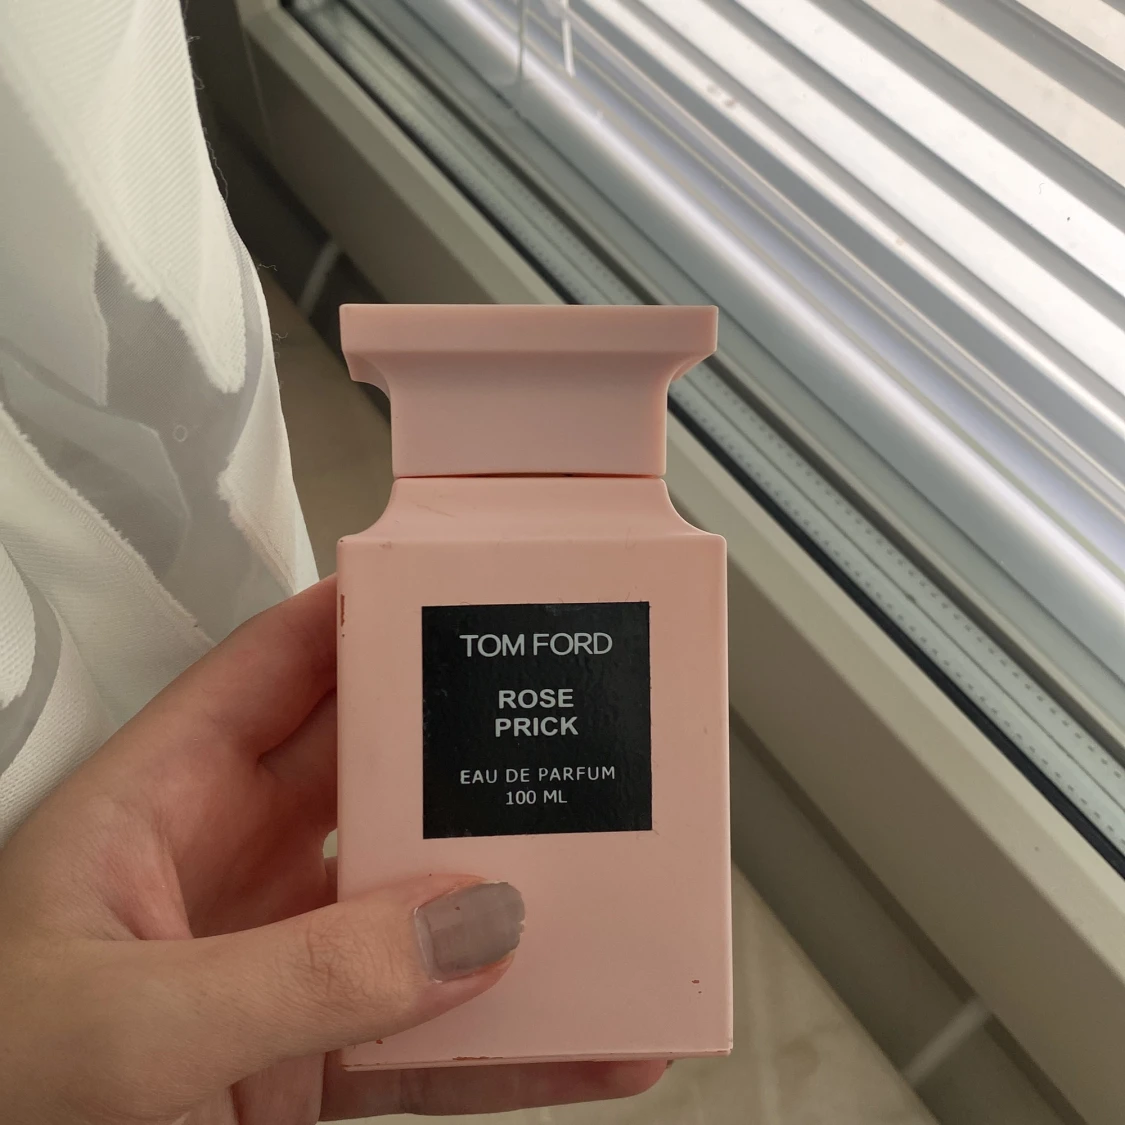 TOM FORD
ROSE
PRICK
EAU DE PARFUM
100 ML